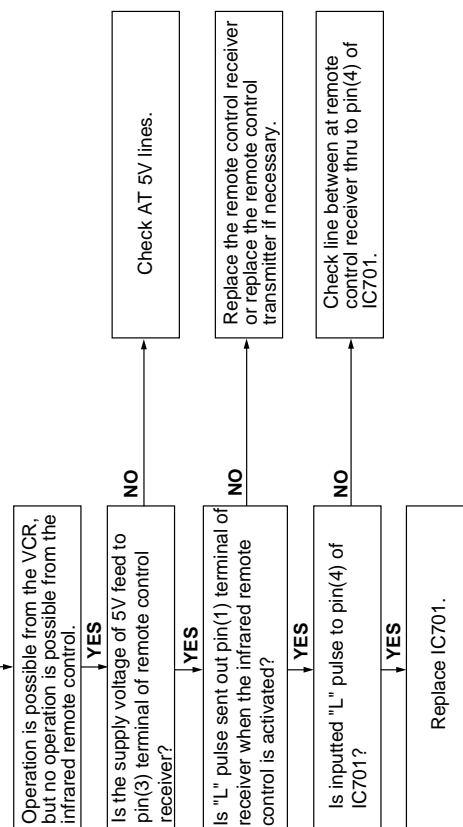 Operation is possible from the VCR,
but no operation is possible from the
infrared remote control.
YES
Is the supply voltage of 5V feed to
pin(3) terminal of remote control
receiver?
NO
Check AT 5V lines.
YES
Is "L" pulse sent out pin(1) terminal of
receiver when the infrared remote
control is activated?
NO
Replace the remote control receiver
or replace the remote control
transmitter if necessary.
YES
Is inputted "L" pulse to pin(4) of
IC701?
NO
Check line between at remote
control receiver thru to pin(4) of
IC701.
YES
Replace IC701.